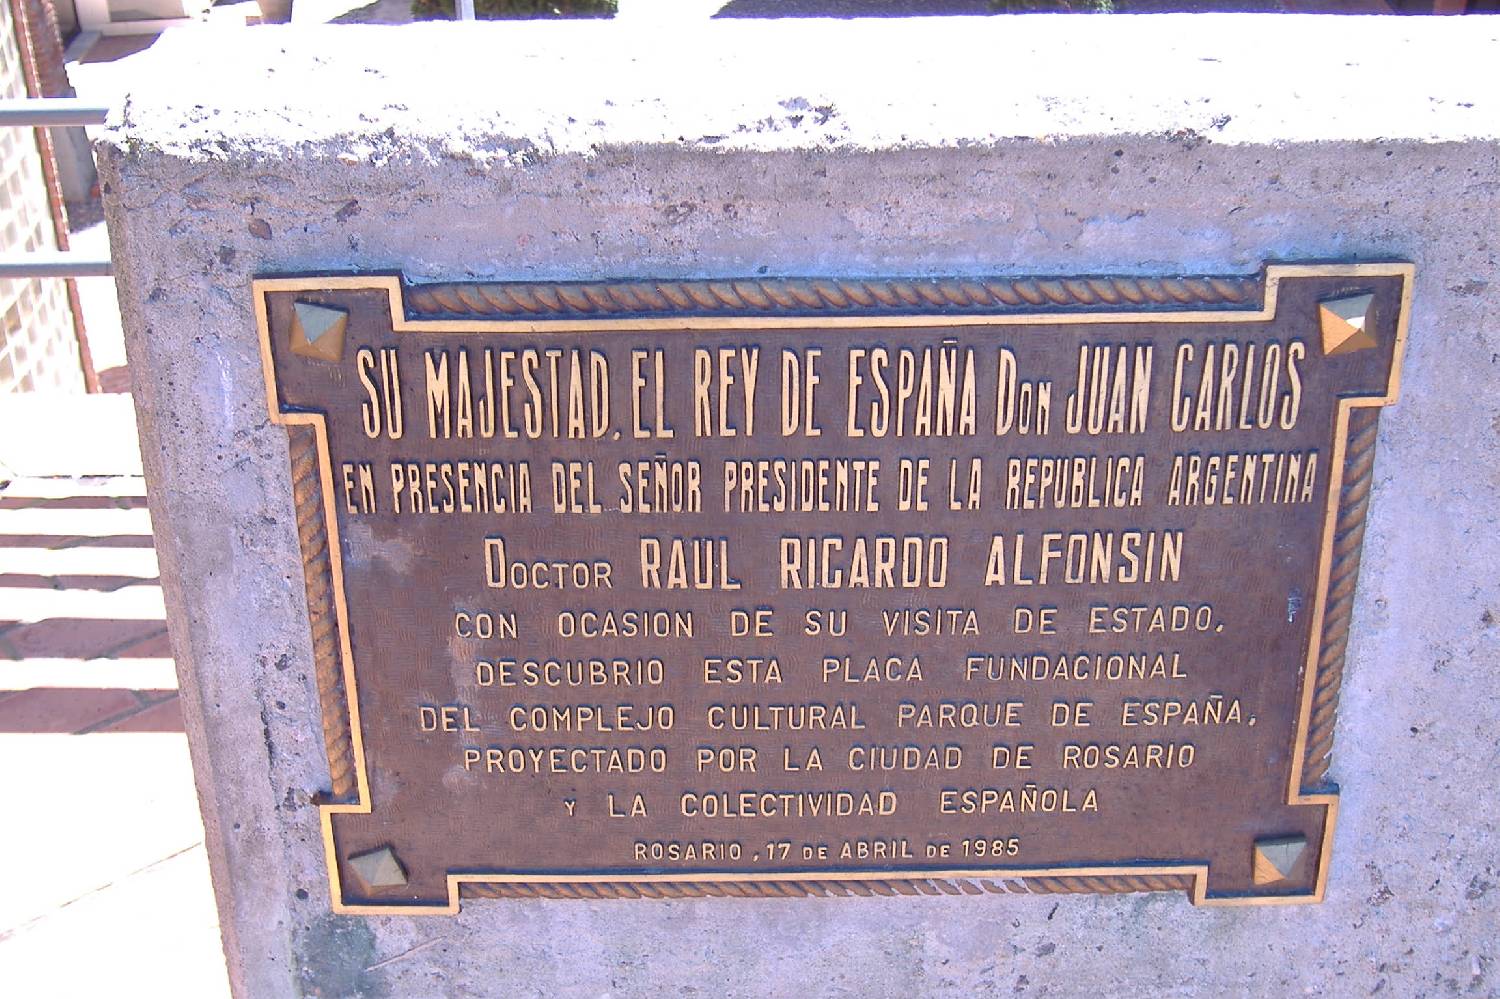 SU MAJESTAD, EL REY DE ESPAÑA DON JUAN CARLOS
EN PRESENCIA DEL SEÑOR PRESIDENTE DE LA REPUBLICA ARGENTINA
DOCTOR RAUL RICARDO ALFONSIN
CON OCASION DE SU VISITA DE ESTADO,
DESCUBRIO ESTA PLACA FUNDACIONAL
DEL COMPLEJO CULTURAL PARQUE DE ESPAÑA,
PROYECTADO POR LA CIUDAD DE ROSARIO
Y LA COLECTIVIDAD ESPAÑOLA
ROSARIO, 17 DE ABRIL DE 1985